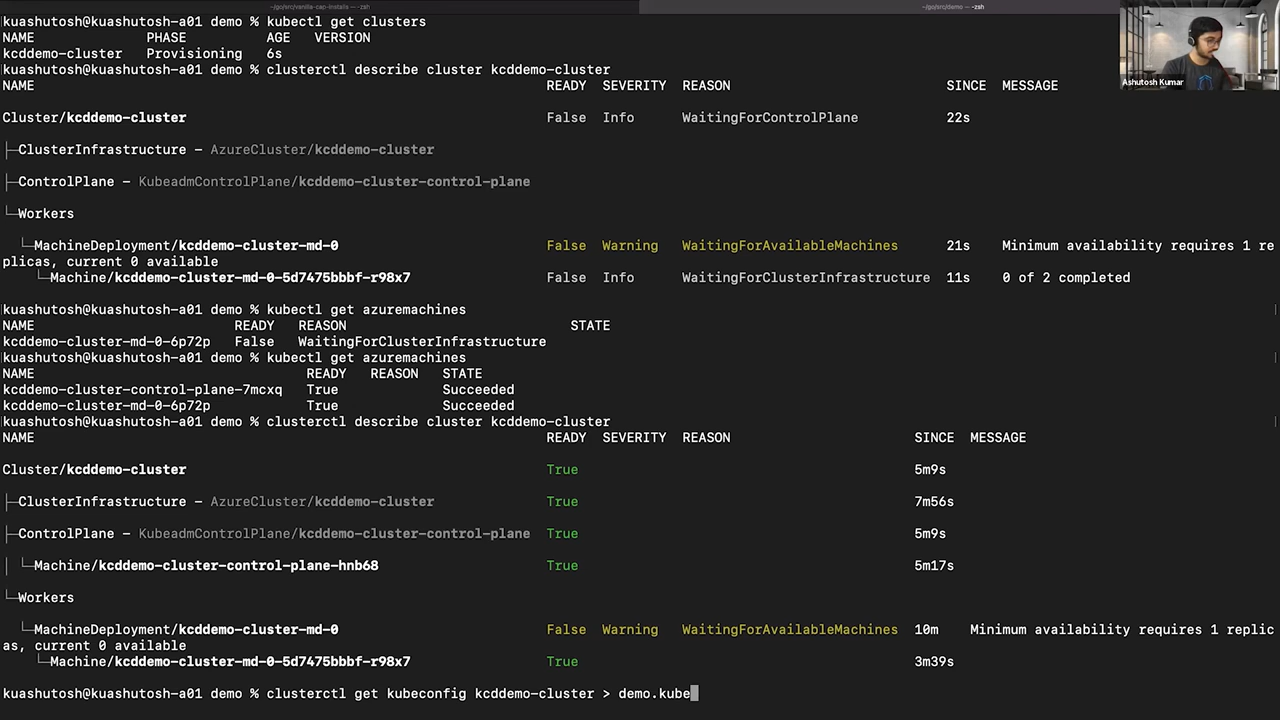 ~/go/src/vanilla-cap-installs — -zsh
~/go/src/demo — -zsh
kuashutosh@kuashutosh-a01 demo % kubectl get clusters
NAME PHASE AGE VERSION
kcddemo-cluster Provisioning 6s
kuashutosh@kuashutosh-a01 demo % clusterctl describe cluster kcddemo-cluster
NAME READY SEVERITY REASON SINCE MESSAGE
Cluster/kcddemo-cluster False Info WaitingForControlPlane 22s
├─ClusterInfrastructure - AzureCluster/kcddemo-cluster
├─ControlPlane - KubeadmControlPlane/kcddemo-cluster-control-plane
└─Workers
└─MachineDeployment/kcddemo-cluster-md-0 False Warning WaitingForAvailableMachines 21s Minimum availability requires 1 re
plicas, current 0 available
└─Machine/kcddemo-cluster-md-0-5d7475bbbf-r98x7 False Info WaitingForClusterInfrastructure 11s 0 of 2 completed
kuashutosh@kuashutosh-a01 demo % kubectl get azuremachines
NAME READY REASON STATE
kcddemo-cluster-md-0-6p72p False WaitingForClusterInfrastructure
kuashutosh@kuashutosh-a01 demo % kubectl get azuremachines
NAME READY REASON STATE
kcddemo-cluster-control-plane-7mcxq True Succeeded
kcddemo-cluster-md-0-6p72p True Succeeded
kuashutosh@kuashutosh-a01 demo % clusterctl describe cluster kcddemo-cluster
NAME READY SEVERITY REASON SINCE MESSAGE
Cluster/kcddemo-cluster True 5m9s
├─ClusterInfrastructure - AzureCluster/kcddemo-cluster True 7m56s
├─ControlPlane - KubeadmControlPlane/kcddemo-cluster-control-plane True 5m9s
│ └─Machine/kcddemo-cluster-control-plane-hnb68 True 5m17s
└─Workers
└─MachineDeployment/kcddemo-cluster-md-0 False Warning WaitingForAvailableMachines 10m Minimum availability requires 1 replic
as, current 0 available
└─Machine/kcddemo-cluster-md-0-5d7475bbbf-r98x7 True 3m39s
kuashutosh@kuashutosh-a01 demo % clusterctl get kubeconfig kcddemo-cluster > demo.kube
Ashutosh Kumar